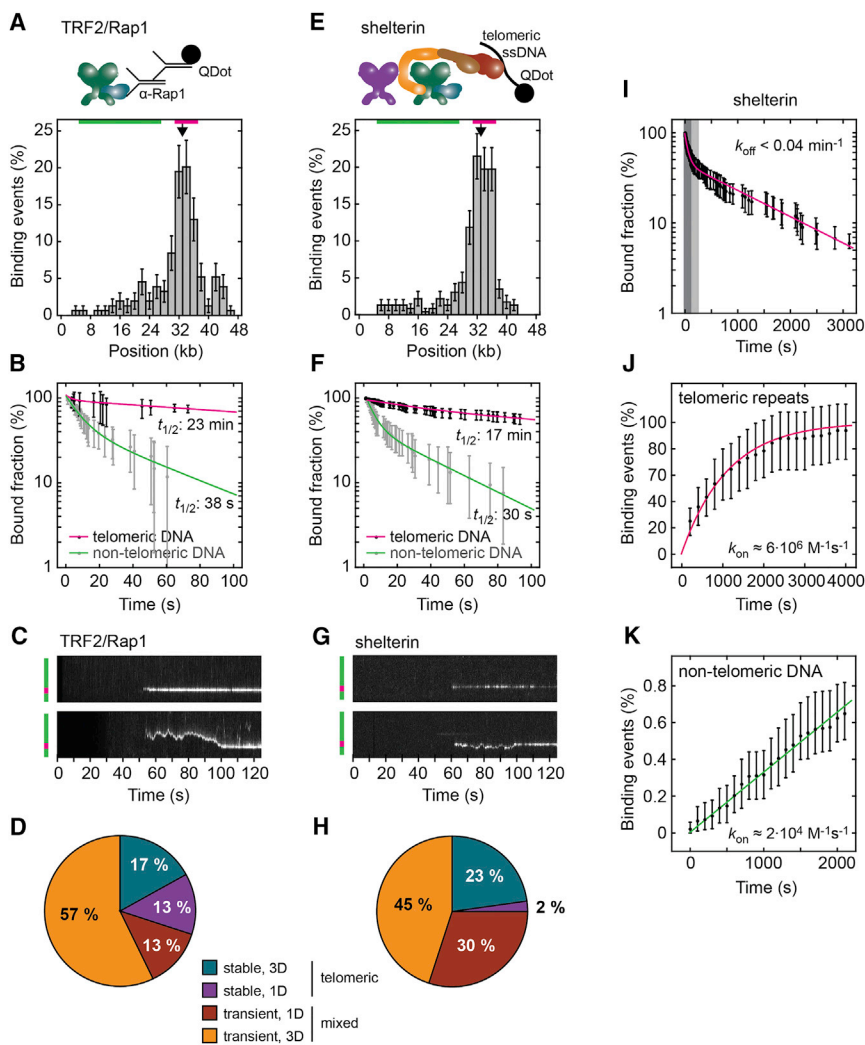 A TRF2/Rap1
QDot
α-Rap1
Binding events (%)
25
20
15
10
5
0
0 8 16 24 32 40 48
Position (kb)
E shelterin
telomeric
ssDNA
QDot
Binding events (%)
25
20
15
10
5
0
0 8 16 24 32 40 48
Position (kb)
I shelterin
koff < 0.04 min-1
Bound fraction (%)
100
10
1
0 1000 2000 3000
Time (s)
B
Bound fraction (%)
100
10
1
t1/2: 23 min
t1/2: 38 s
telomeric DNA
non-telomeric DNA
0 20 40 60 80 100
Time (s)
F
Bound fraction (%)
100
10
1
t1/2: 17 min
t1/2: 30 s
telomeric DNA
non-telomeric DNA
0 20 40 60 80 100
Time (s)
J telomeric repeats
Binding events (%)
100
80
60
40
20
0
kon ≈ 6·106 M-1s-1
0 1000 2000 3000 4000
Time (s)
C TRF2/Rap1
0 20 40 60 80 100 120
Time (s)
G shelterin
0 20 40 60 80 100 120
Time (s)
K non-telomeric DNA
Binding events (%)
0.8
0.6
0.4
0.2
0
kon ≈ 2·104 M-1s-1
0 1000 2000
Time (s)
D
17 %
13 %
13 %
57 %
H
23 %
2 %
30 %
45 %
stable, 3D
stable, 1D
telomeric
transient, 1D
transient, 3D
mixed